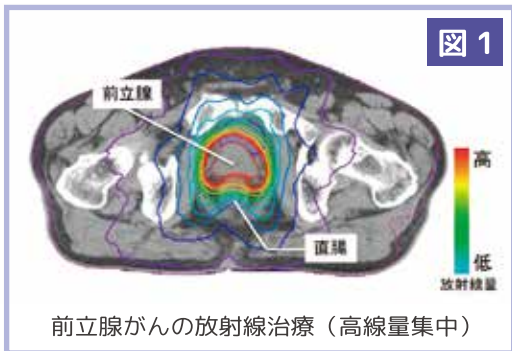 図1
前立腺
高
直腸
低
放射線量
前立腺がんの放射線治療（高線量集中）